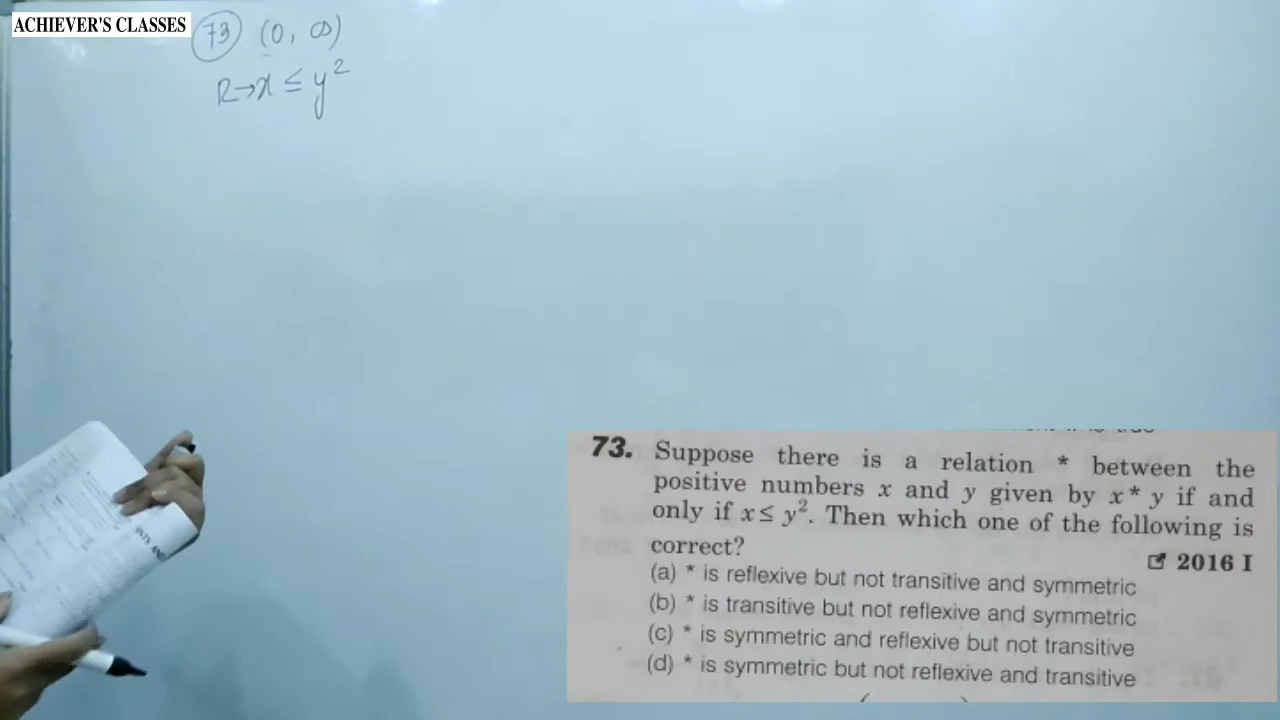 ACHIEVER'S CLASSES
73 (0, ∞)
R→x ≤ y²
73. Suppose there is a relation * between the
positive numbers x and y given by x * y if and
only if x ≤ y². Then which one of the following is
correct?
2016 I
(a) * is reflexive but not transitive and symmetric
(b) * is transitive but not reflexive and symmetric
(c) * is symmetric and reflexive but not transitive
(d) * is symmetric but not reflexive and transitive